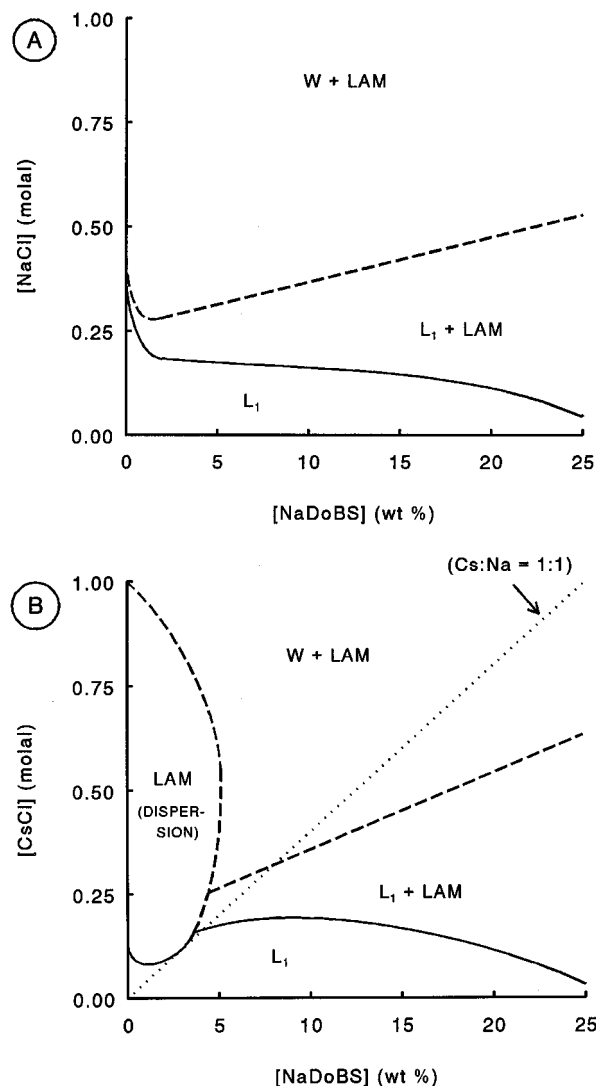 A
1.00
0.75
0.50
0.25
0.00
[NaCl] (molal)
W + LAM
L₁ + LAM
L₁
0 5 10 15 20 25
[NaDoBS] (wt %)
B
(Cs:Na = 1:1)
1.00
0.75
0.50
0.25
0.00
[CsCl] (molal)
W + LAM
LAM
(DISPER-
SION)
L₁ + LAM
L₁
0 5 10 15 20 25
[NaDoBS] (wt %)